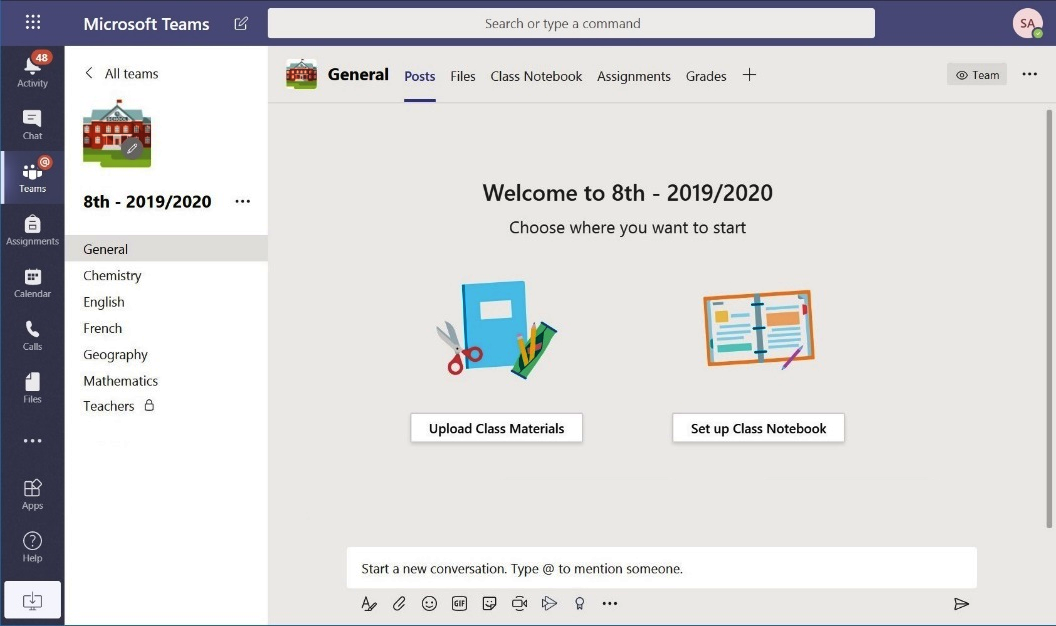 Microsoft Teams
Search or type a command
SA
48
Activity
Chat
@
Teams
Assignments
Calendar
Calls
Files
Apps
Help
All teams
SCHOOL
8th - 2019/2020
General
Chemistry
English
French
Geography
Mathematics
Teachers
General Posts Files Class Notebook Assignments Grades
Team
Welcome to 8th - 2019/2020
Choose where you want to start
Upload Class Materials
Set up Class Notebook
Start a new conversation. Type @ to mention someone.
GIF